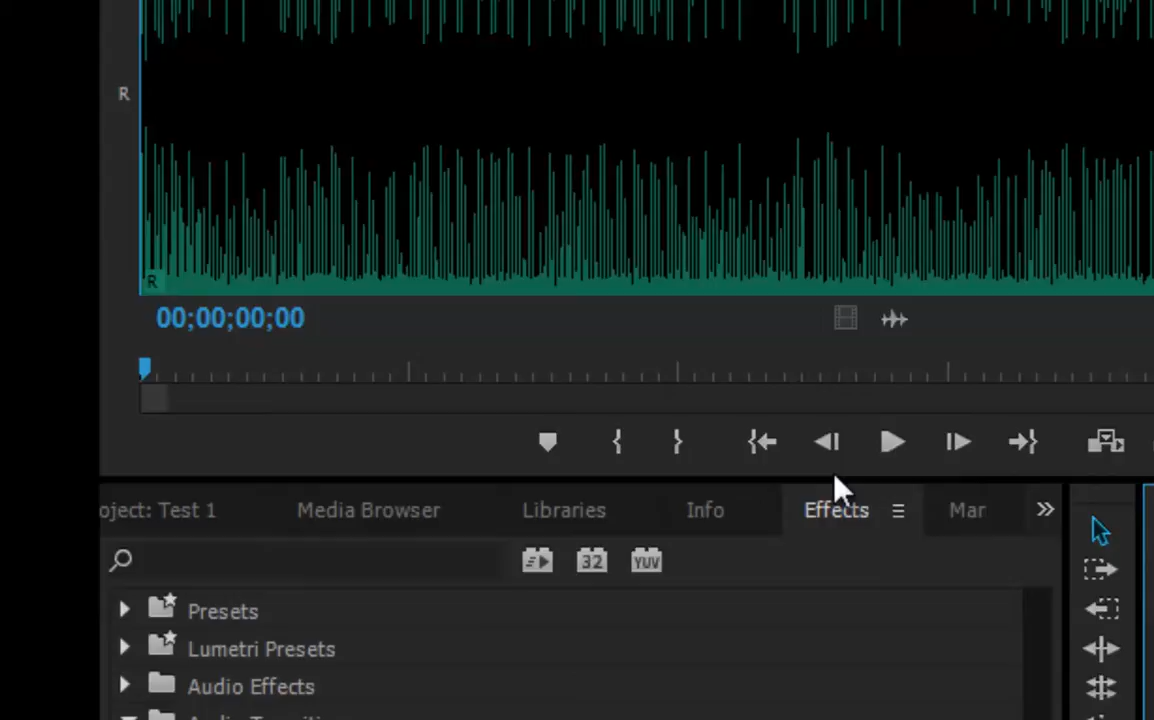 R
R
00;00;00;00
oject: Test 1 Media Browser Libraries Info Effects Mar
32 YUV
Presets
Lumetri Presets
Audio Effects